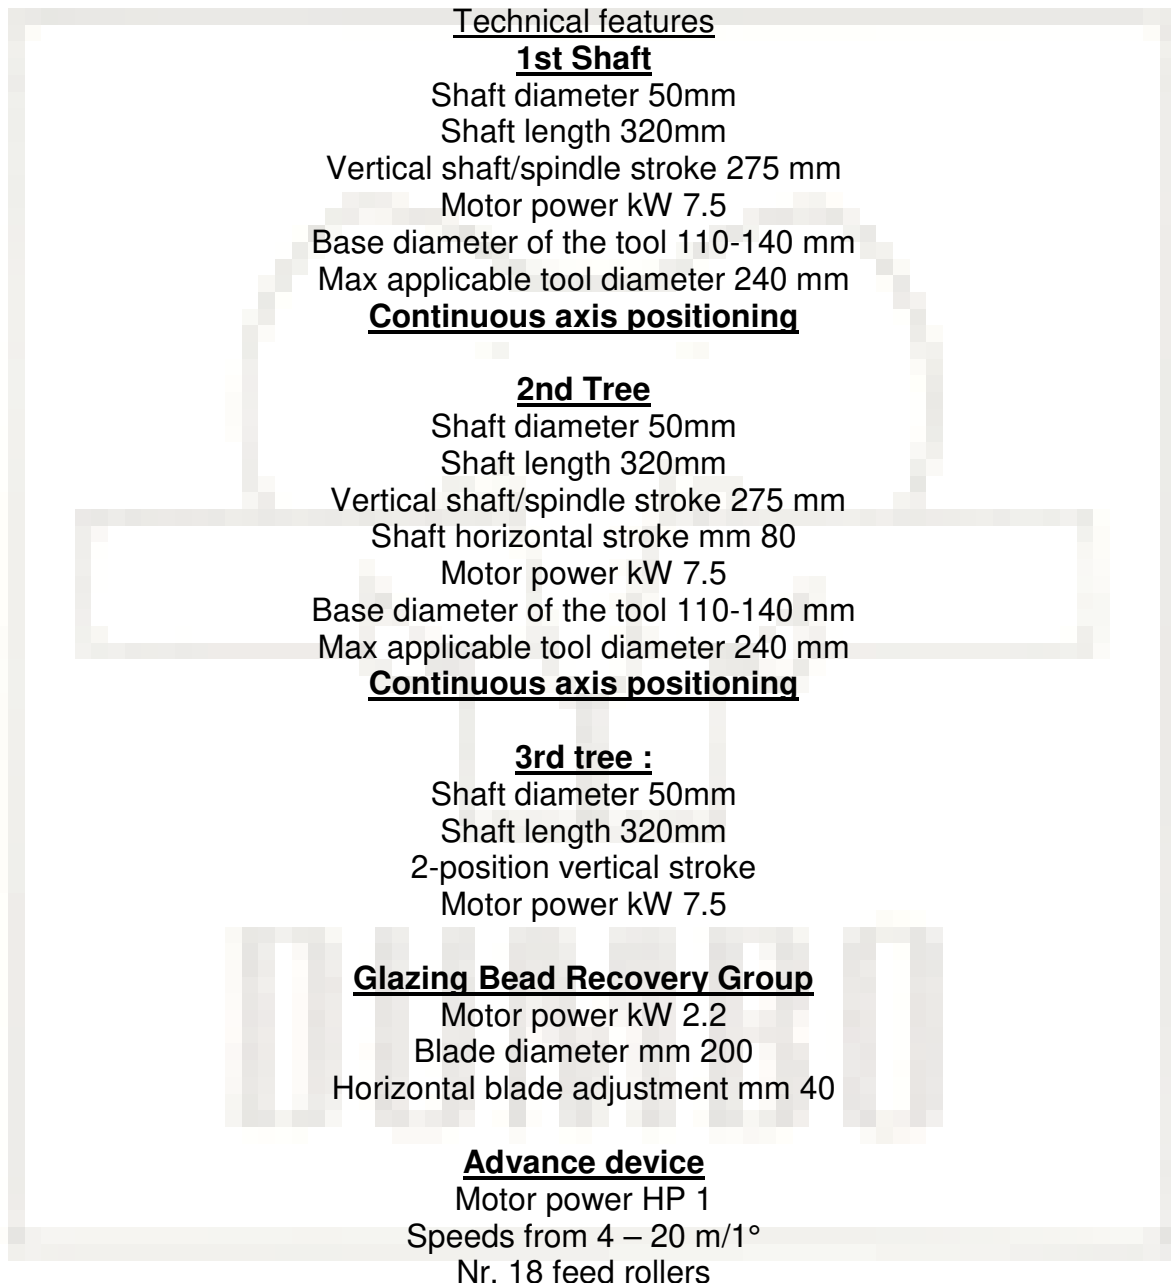 Technical features
1st Shaft
Shaft diameter 50mm
Shaft length 320mm
Vertical shaft/spindle stroke 275 mm
Motor power kW 7.5
Base diameter of the tool 110-140 mm
Max applicable tool diameter 240 mm
Continuous axis positioning
2nd Tree
Shaft diameter 50mm
Shaft length 320mm
Vertical shaft/spindle stroke 275 mm
Shaft horizontal stroke mm 80
Motor power kW 7.5
Base diameter of the tool 110-140 mm
Max applicable tool diameter 240 mm
Continuous axis positioning
3rd tree :
Shaft diameter 50mm
Shaft length 320mm
2-position vertical stroke
Motor power kW 7.5
DUMBO
Glazing Bead Recovery Group
Motor power kW 2.2
Blade diameter mm 200
Horizontal blade adjustment mm 40
Advance device
Motor power HP 1
Speeds from 4 – 20 m/1°
Nr. 18 feed rollers